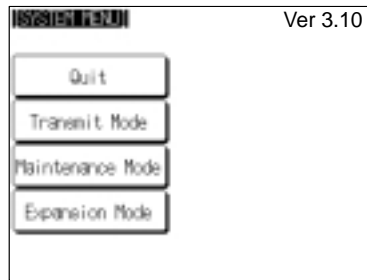 [SYSTEM MENU]
Ver 3.10
Quit
Transmit Mode
Maintenance Mode
Expansion Mode